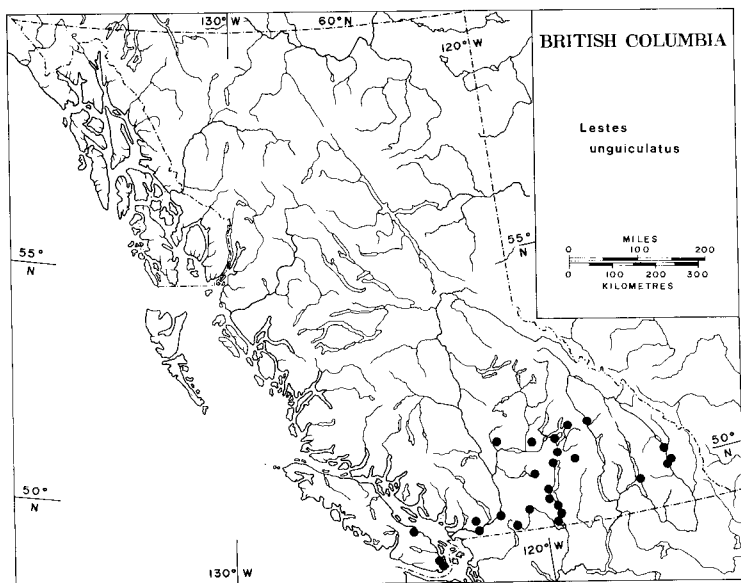 130° W
60° N
120° W
BRITISH COLUMBIA
Lestes
unguiculatus
MILES
0 100 200
0 100 200 300
KILOMETRES
55°
N
55°
N
50°
N
50°
N
130° W
120° W